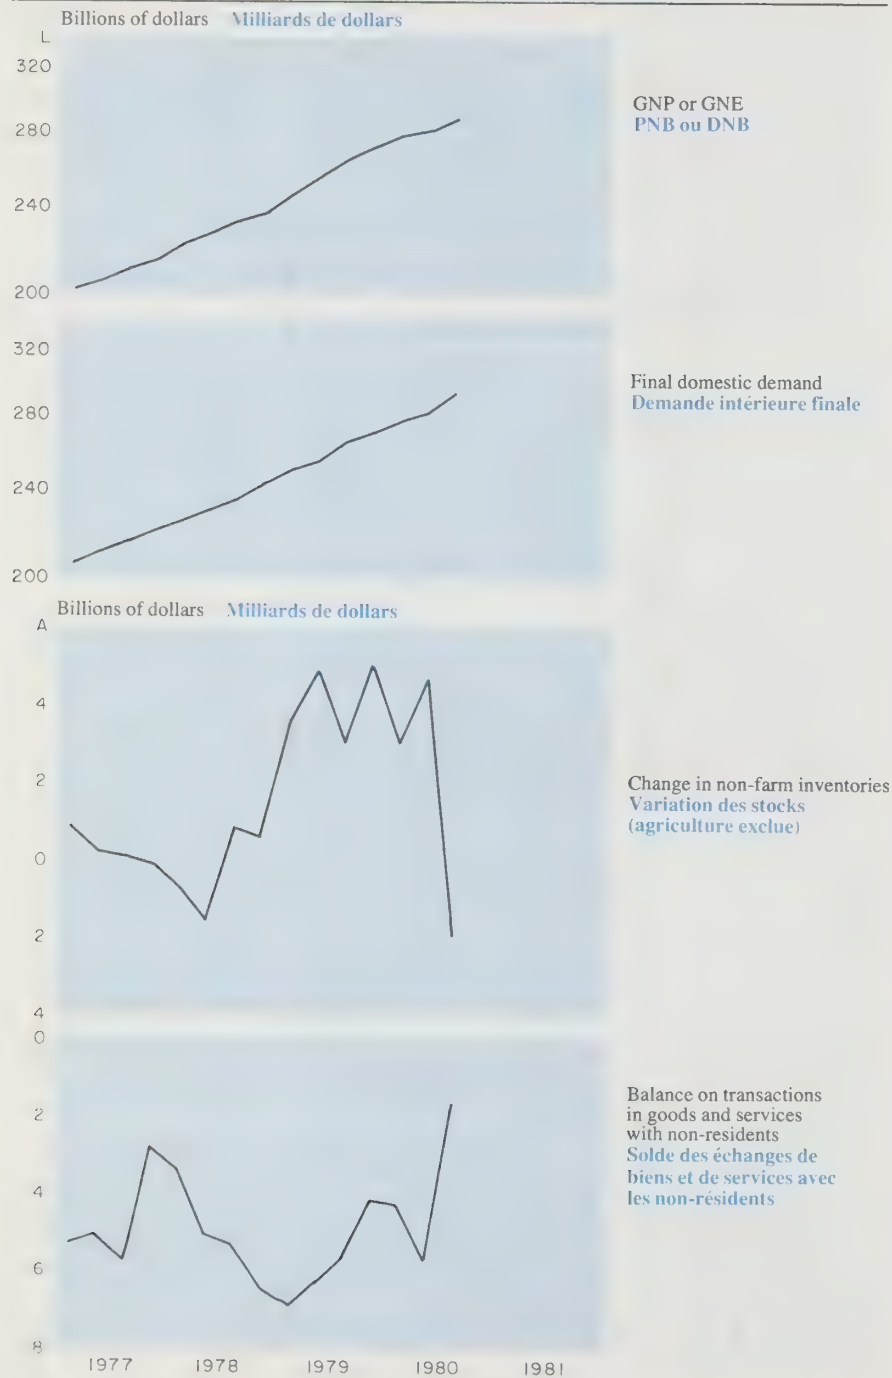 Billions of dollars Milliards de dollars
L
320
280
240
200
GNP or GNE
PNB ou DNB
320
280
240
200
Final domestic demand
Demande intérieure finale
Billions of dollars Milliards de dollars
A
4
2
0
2
4
Change in non-farm inventories
Variation des stocks
(agriculture exclue)
0
2
4
6
8
Balance on transactions
in goods and services
with non-residents
Solde des échanges de
biens et de services avec
les non-résidents
1977 1978 1979 1980 1981